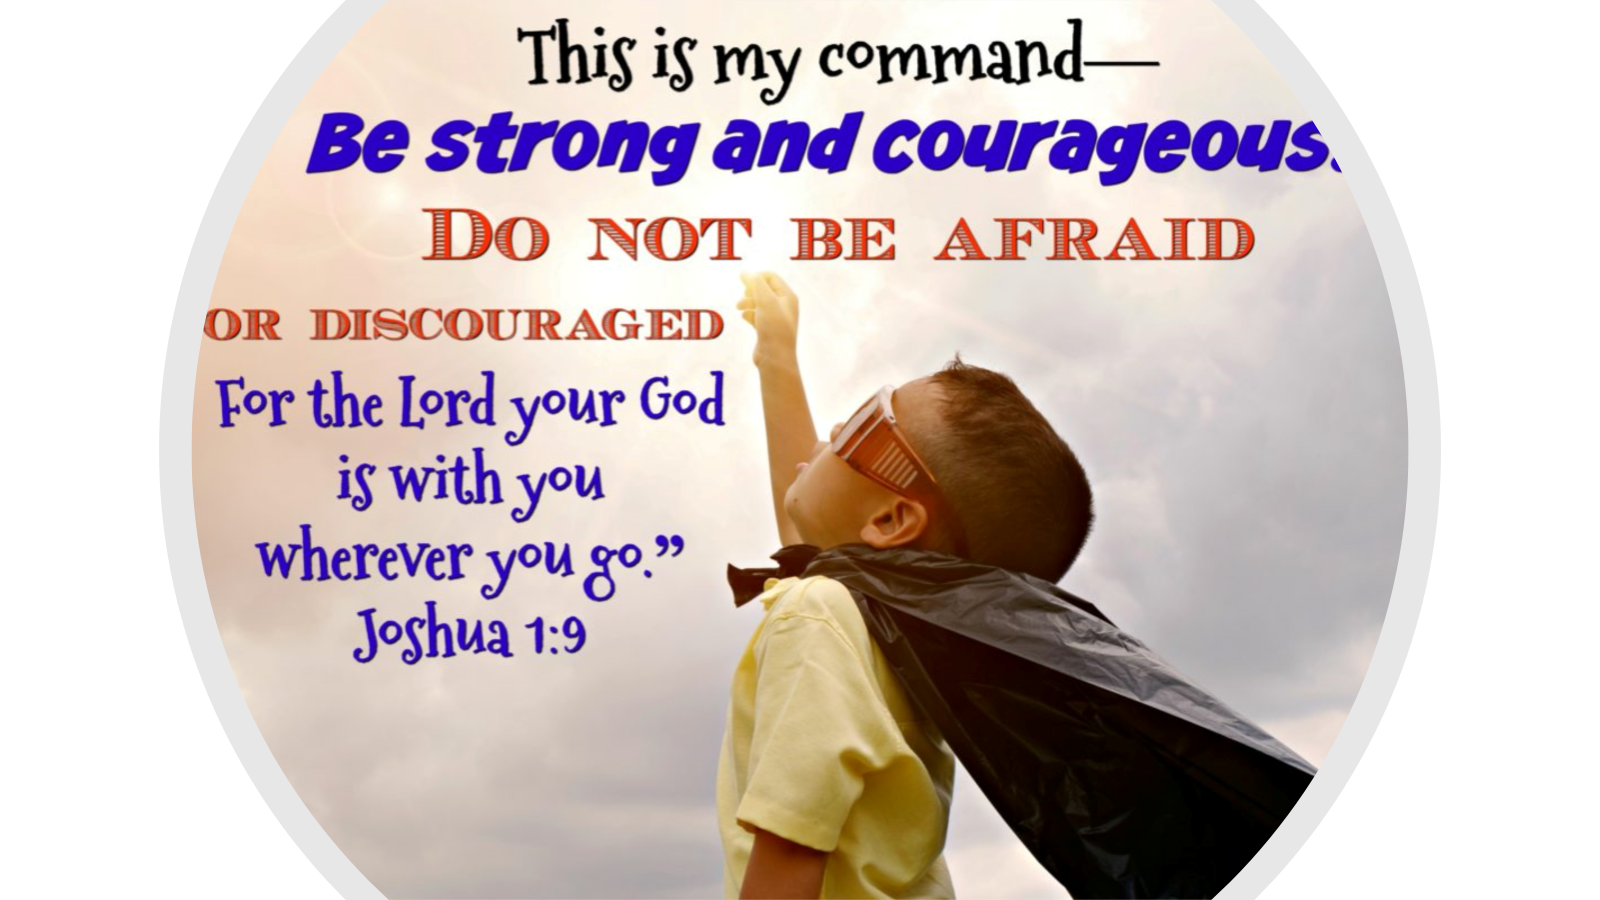 This is my command—
Be strong and courageous.
Do not be afraid
or discouraged
For the Lord your God
is with you
wherever you go.”
Joshua 1:9